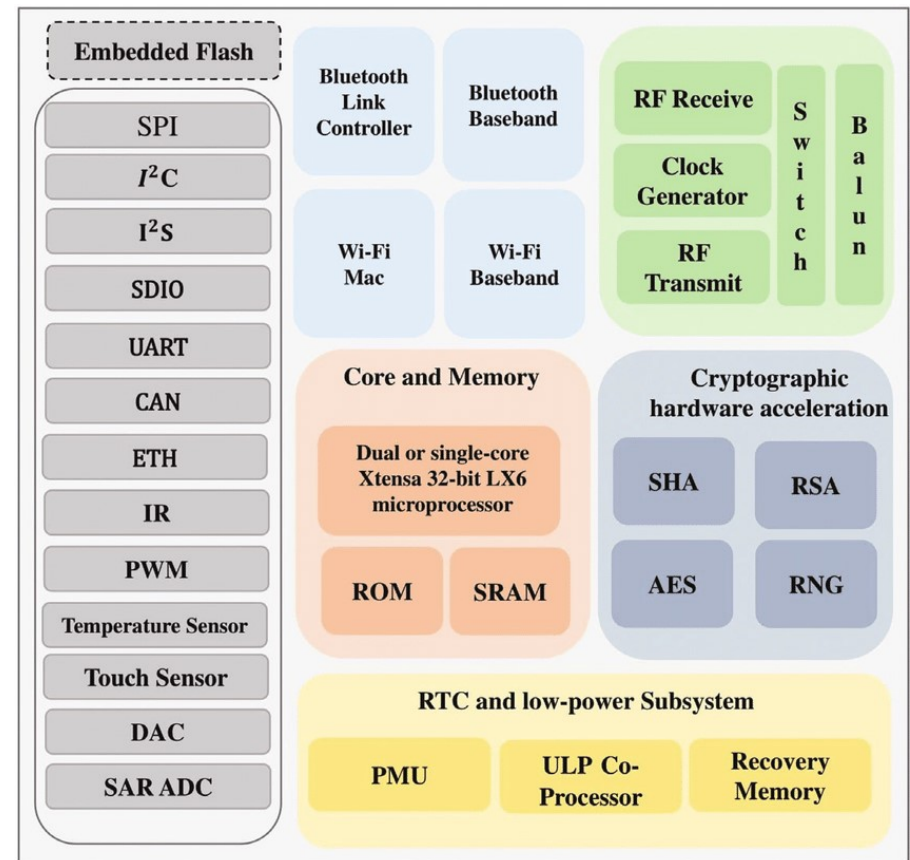 Embedded Flash
SPI
I²C
I²S
SDIO
UART
CAN
ETH
IR
PWM
Temperature Sensor
Touch Sensor
DAC
SAR ADC
Bluetooth
Link
Controller
Bluetooth
Baseband
Wi-Fi
Mac
Wi-Fi
Baseband
RF Receive
Clock
Generator
RF
Transmit
Switch
Balun
Core and Memory
Dual or single-core
Xtensa 32-bit LX6
microprocessor
ROM
SRAM
Cryptographic
hardware acceleration
SHA
RSA
AES
RNG
RTC and low-power Subsystem
PMU
ULP Co-
Processor
Recovery
Memory